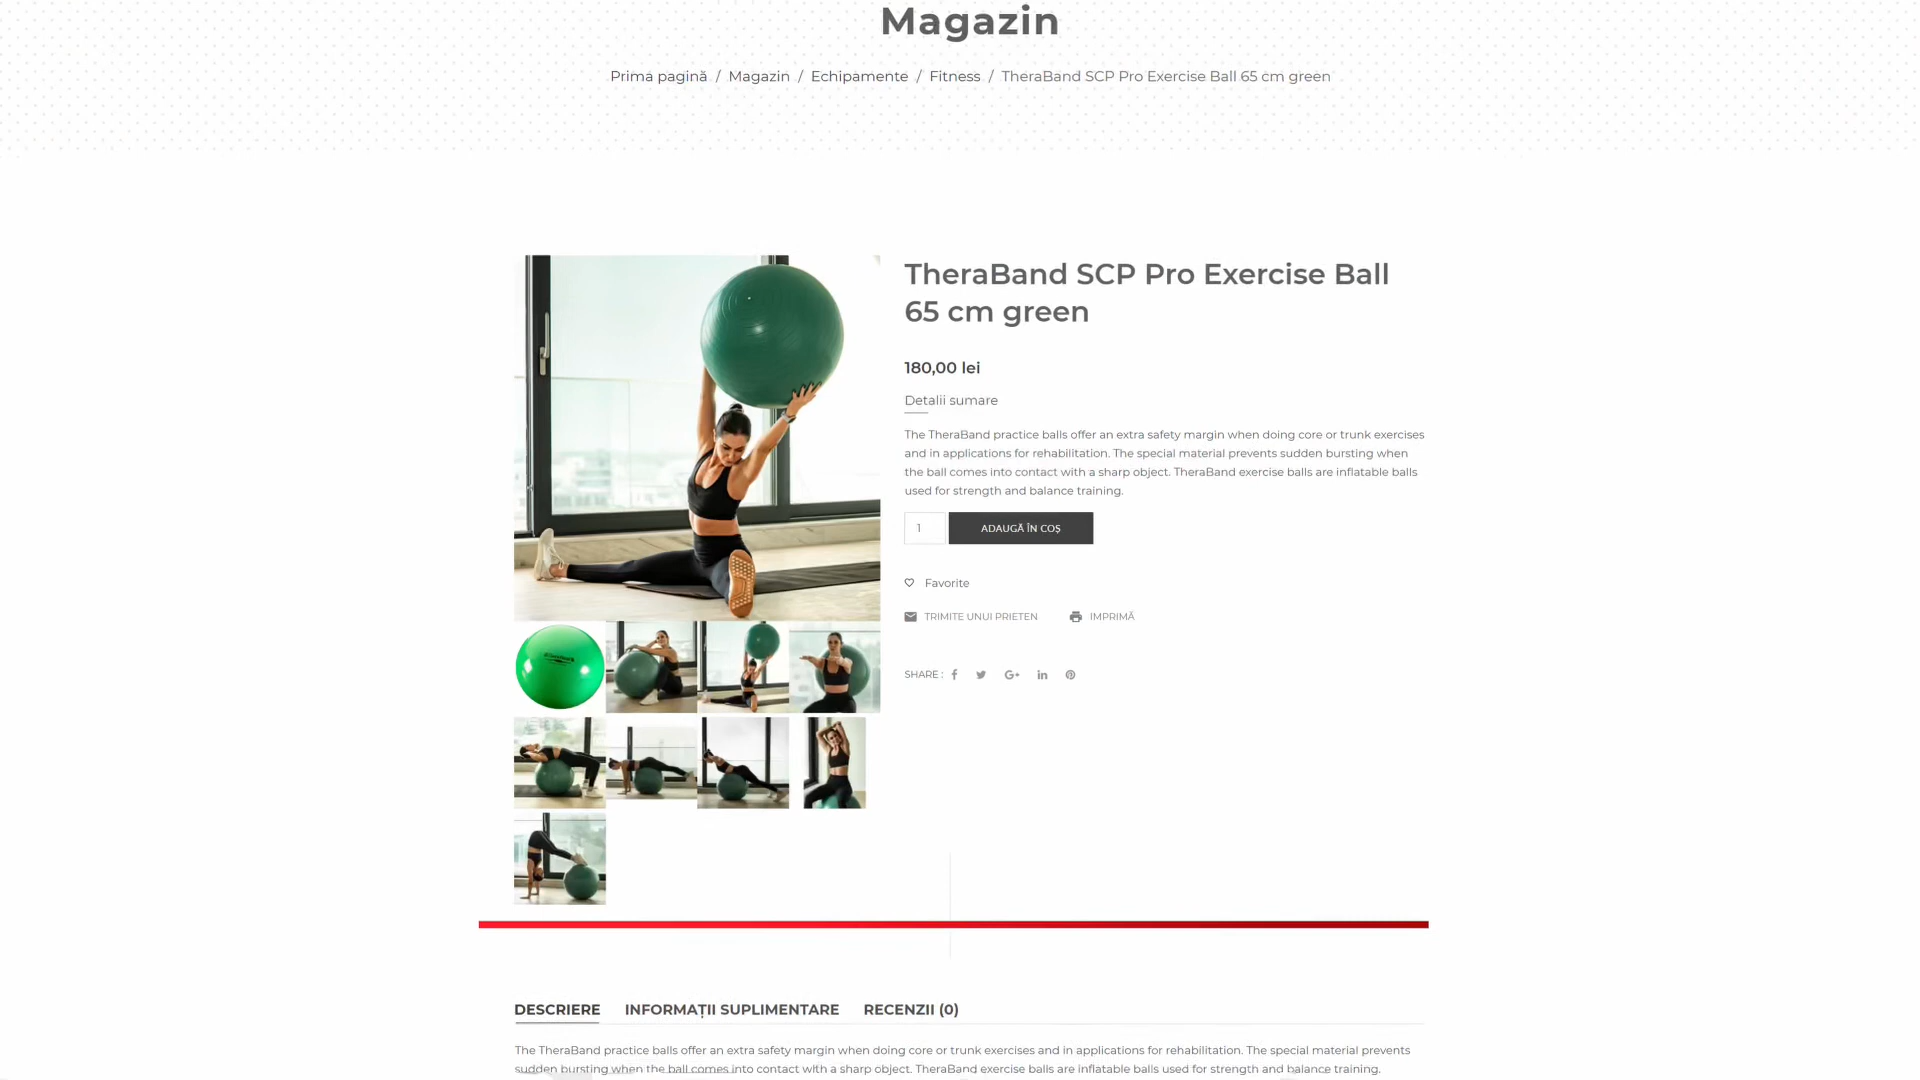 Magazin
Prima pagină / Magazin / Echipamente / Fitness / TheraBand SCP Pro Exercise Ball 65 cm green
TheraBand SCP Pro Exercise Ball
65 cm green
180,00 lei
Detalii sumare
The TheraBand practice balls offer an extra safety margin when doing core or trunk exercises
and in applications for rehabilitation. The special material prevents sudden bursting when
the ball comes into contact with a sharp object. TheraBand exercise balls are inflatable balls
used for strength and balance training.
1 ADAUGĂ ÎN COȘ
Favorite
TRIMITE UNUI PRIETEN IMPRIMĂ
SHARE :
DESCRIERE INFORMAȚII SUPLIMENTARE RECENZII (0)
The TheraBand practice balls offer an extra safety margin when doing core or trunk exercises and in applications for rehabilitation. The special material prevents
sudden bursting when the ball comes into contact with a sharp object. TheraBand exercise balls are inflatable balls used for strength and balance training.